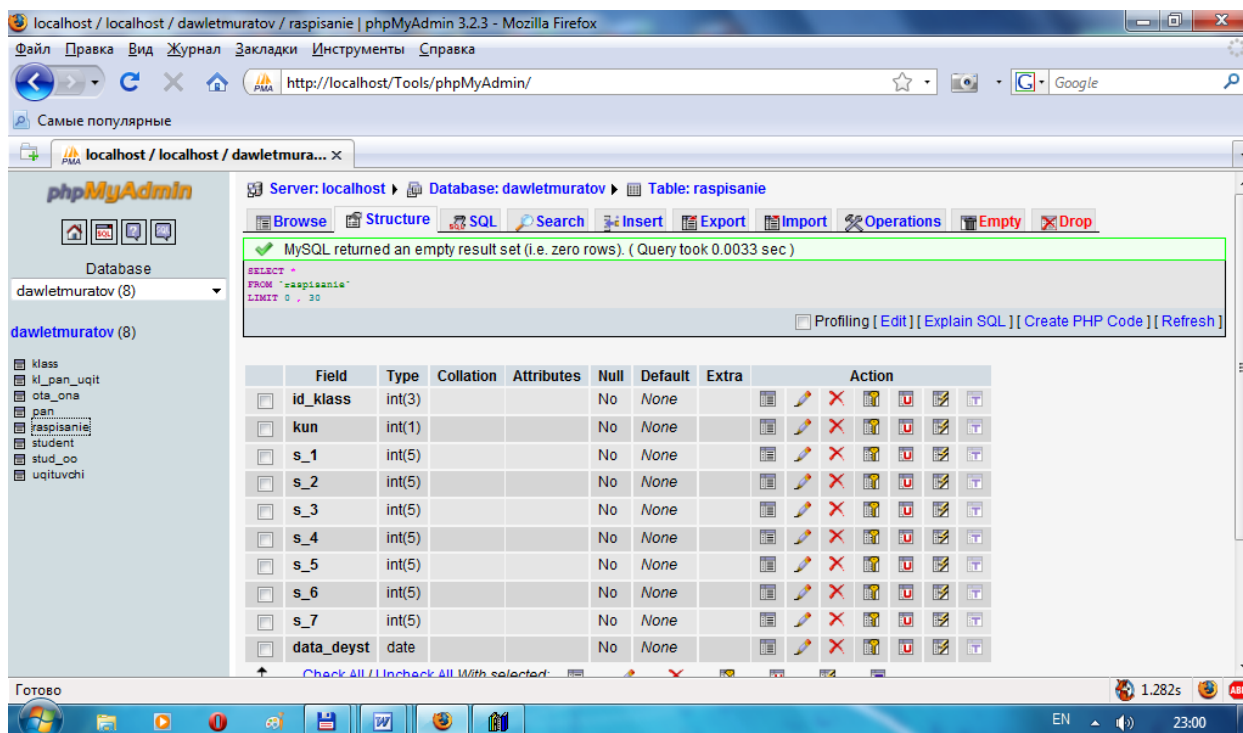 localhost / localhost / dawletmuratov / raspisanie | phpMyAdmin 3.2.3 - Mozilla Firefox
Файл Правка Вид Журнал Закладки Инструменты Справка
PMA http://localhost/Tools/phpMyAdmin/ G Google
Самые популярные
PMA localhost / localhost / dawletmura... x
phpMyAdmin
SQL
Database
dawletmuratov (8)
dawletmuratov (8)
klass
kl_pan_uqit
ota_ona
pan
raspisanie
student
stud_oo
uqituvchi
Server: localhost Database: dawletmuratov Table: raspisanie
Browse Structure SQL Search Insert Export Import Operations Empty Drop
MySQL returned an empty result set (i.e. zero rows). ( Query took 0.0033 sec )
SELECT *
FROM `raspisanie`
LIMIT 0 , 30
Profiling [ Edit ] [ Explain SQL ] [ Create PHP Code ] [ Refresh ]
Field Type Collation Attributes Null Default Extra Action
id_klass int(3) No None
kun int(1) No None
s_1 int(5) No None
s_2 int(5) No None
s_3 int(5) No None
s_4 int(5) No None
s_5 int(5) No None
s_6 int(5) No None
s_7 int(5) No None
data_deyst date No None
Check All / Uncheck All With selected:
Готово 1.282s ABP
EN 23:00